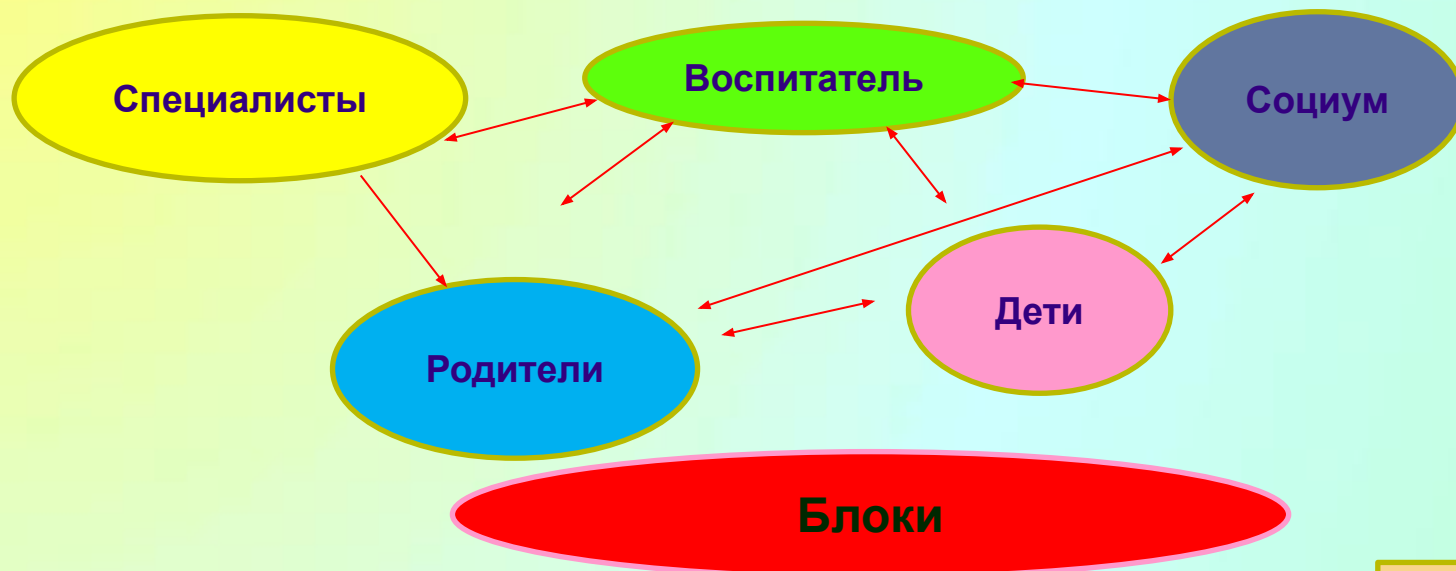 Специалисты
Воспитатель
Социум
Дети
Родители
Блоки